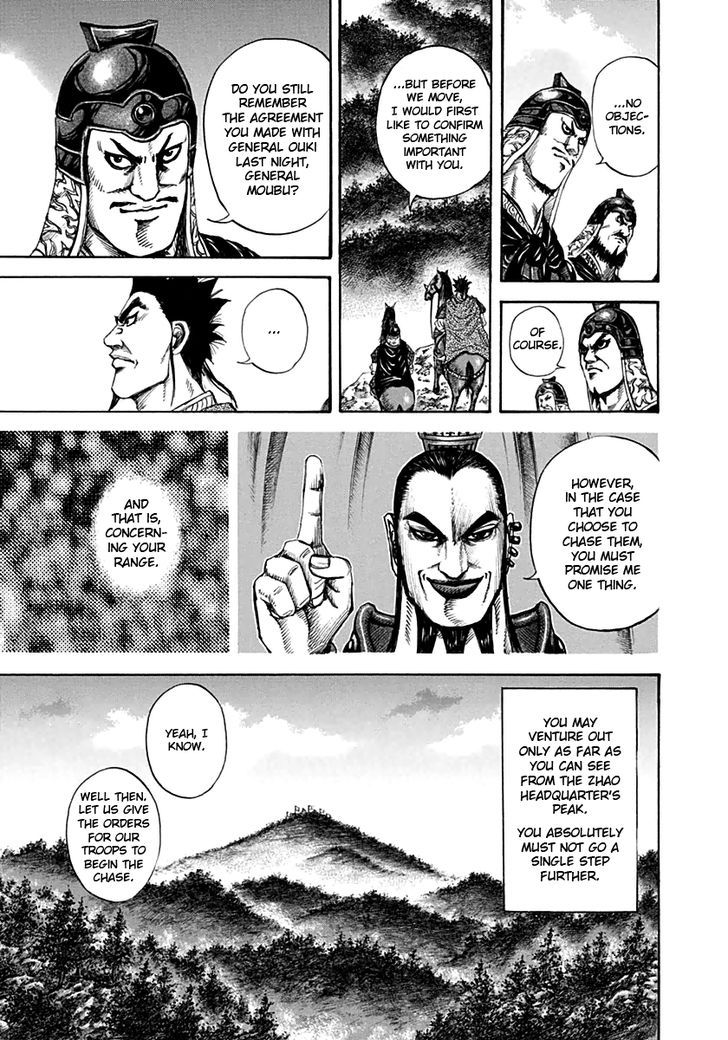 ...NO
OBJEC-
TIONS.
OF
COURSE.
...BUT BEFORE
WE MOVE,
I WOULD FIRST
LIKE TO CONFIRM
SOMETHING
IMPORTANT
WITH YOU.
DO YOU STILL
REMEMBER
THE AGREEMENT
YOU MADE WITH
GENERAL OUKI
LAST NIGHT,
GENERAL
MOUBU?
...
HOWEVER,
IN THE CASE
THAT YOU
CHOOSE TO
CHASE THEM,
YOU MUST
PROMISE ME
ONE THING.
AND
THAT IS,
CONCERN-
ING YOUR
RANGE.
YOU MAY
VENTURE OUT
ONLY AS FAR AS
YOU CAN SEE
FROM THE ZHAO
HEADQUARTER'S
PEAK.
YOU ABSOLUTELY
MUST NOT GO A
SINGLE STEP
FURTHER.
YEAH, I
KNOW.
WELL THEN.
LET US GIVE
THE ORDERS
FOR OUR
TROOPS TO
BEGIN THE
CHASE.